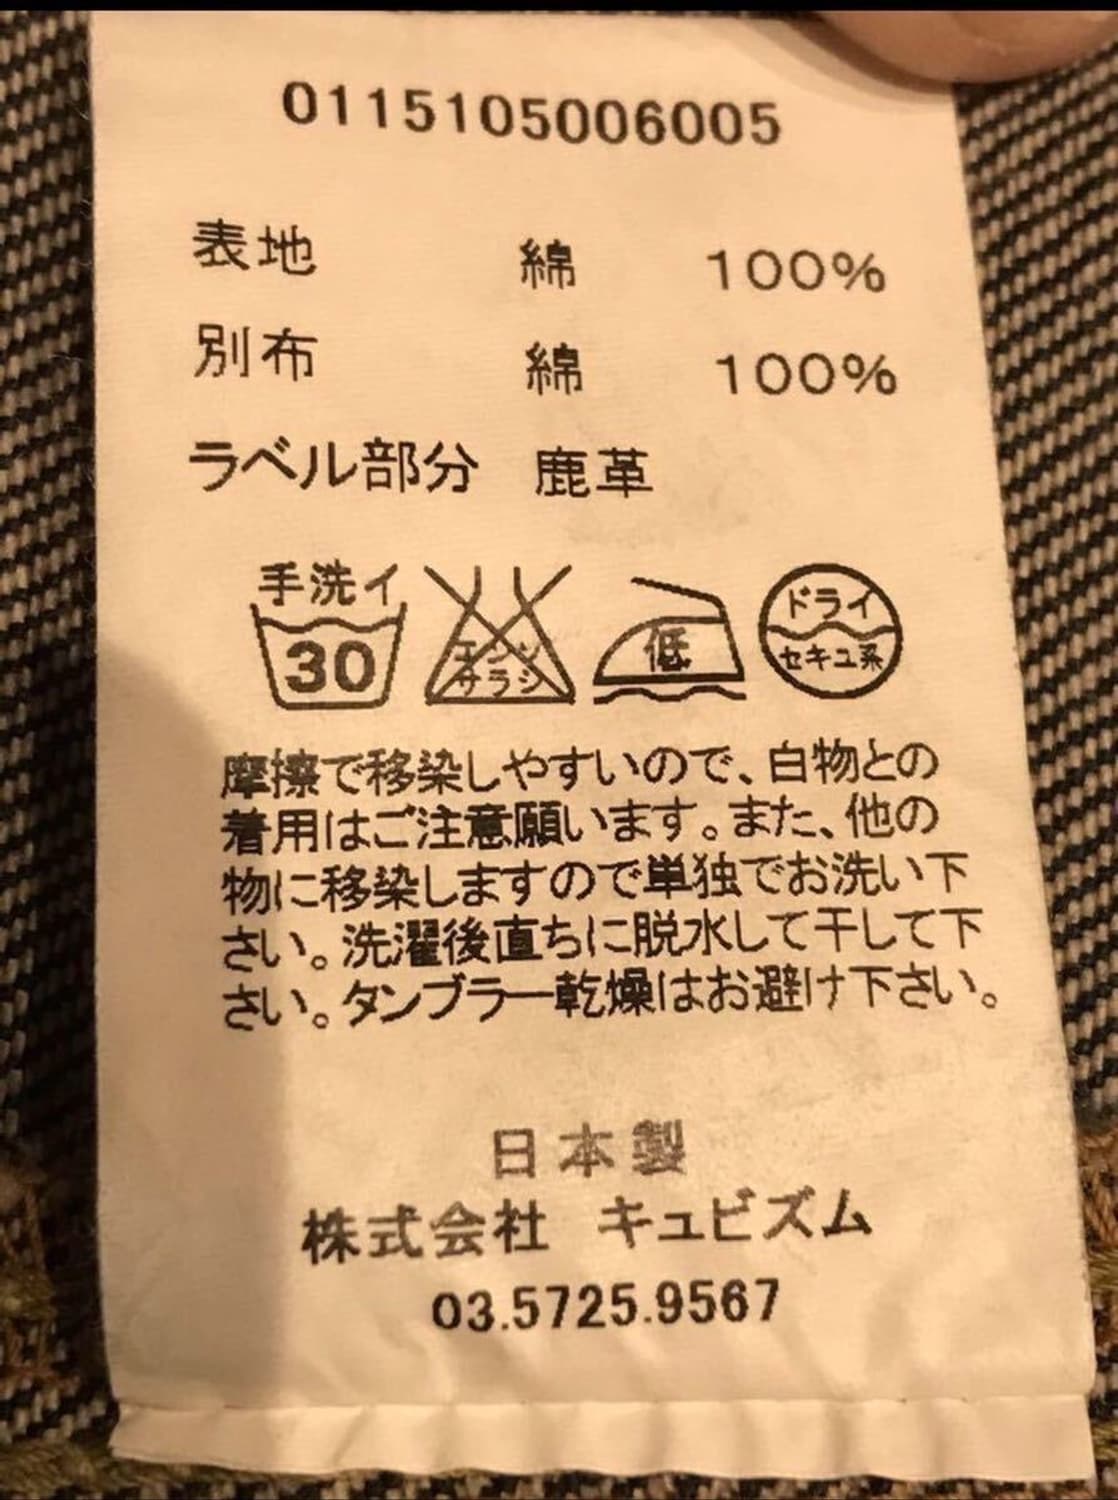 0115105006005
表地 綿 100%
別布 綿 100%
ラベル部分 鹿革
手洗イ
30
エンソ
サラシ
低
ドライ
セキユ系
摩擦で移染しやすいので、白物との
着用はご注意願います。また、他の
物に移染しますので単独でお洗い下
さい。洗濯後直ちに脱水して干して下
さい。タンブラー乾燥はお避け下さい。
日本製
株式会社 キュビズム
03.5725.9567